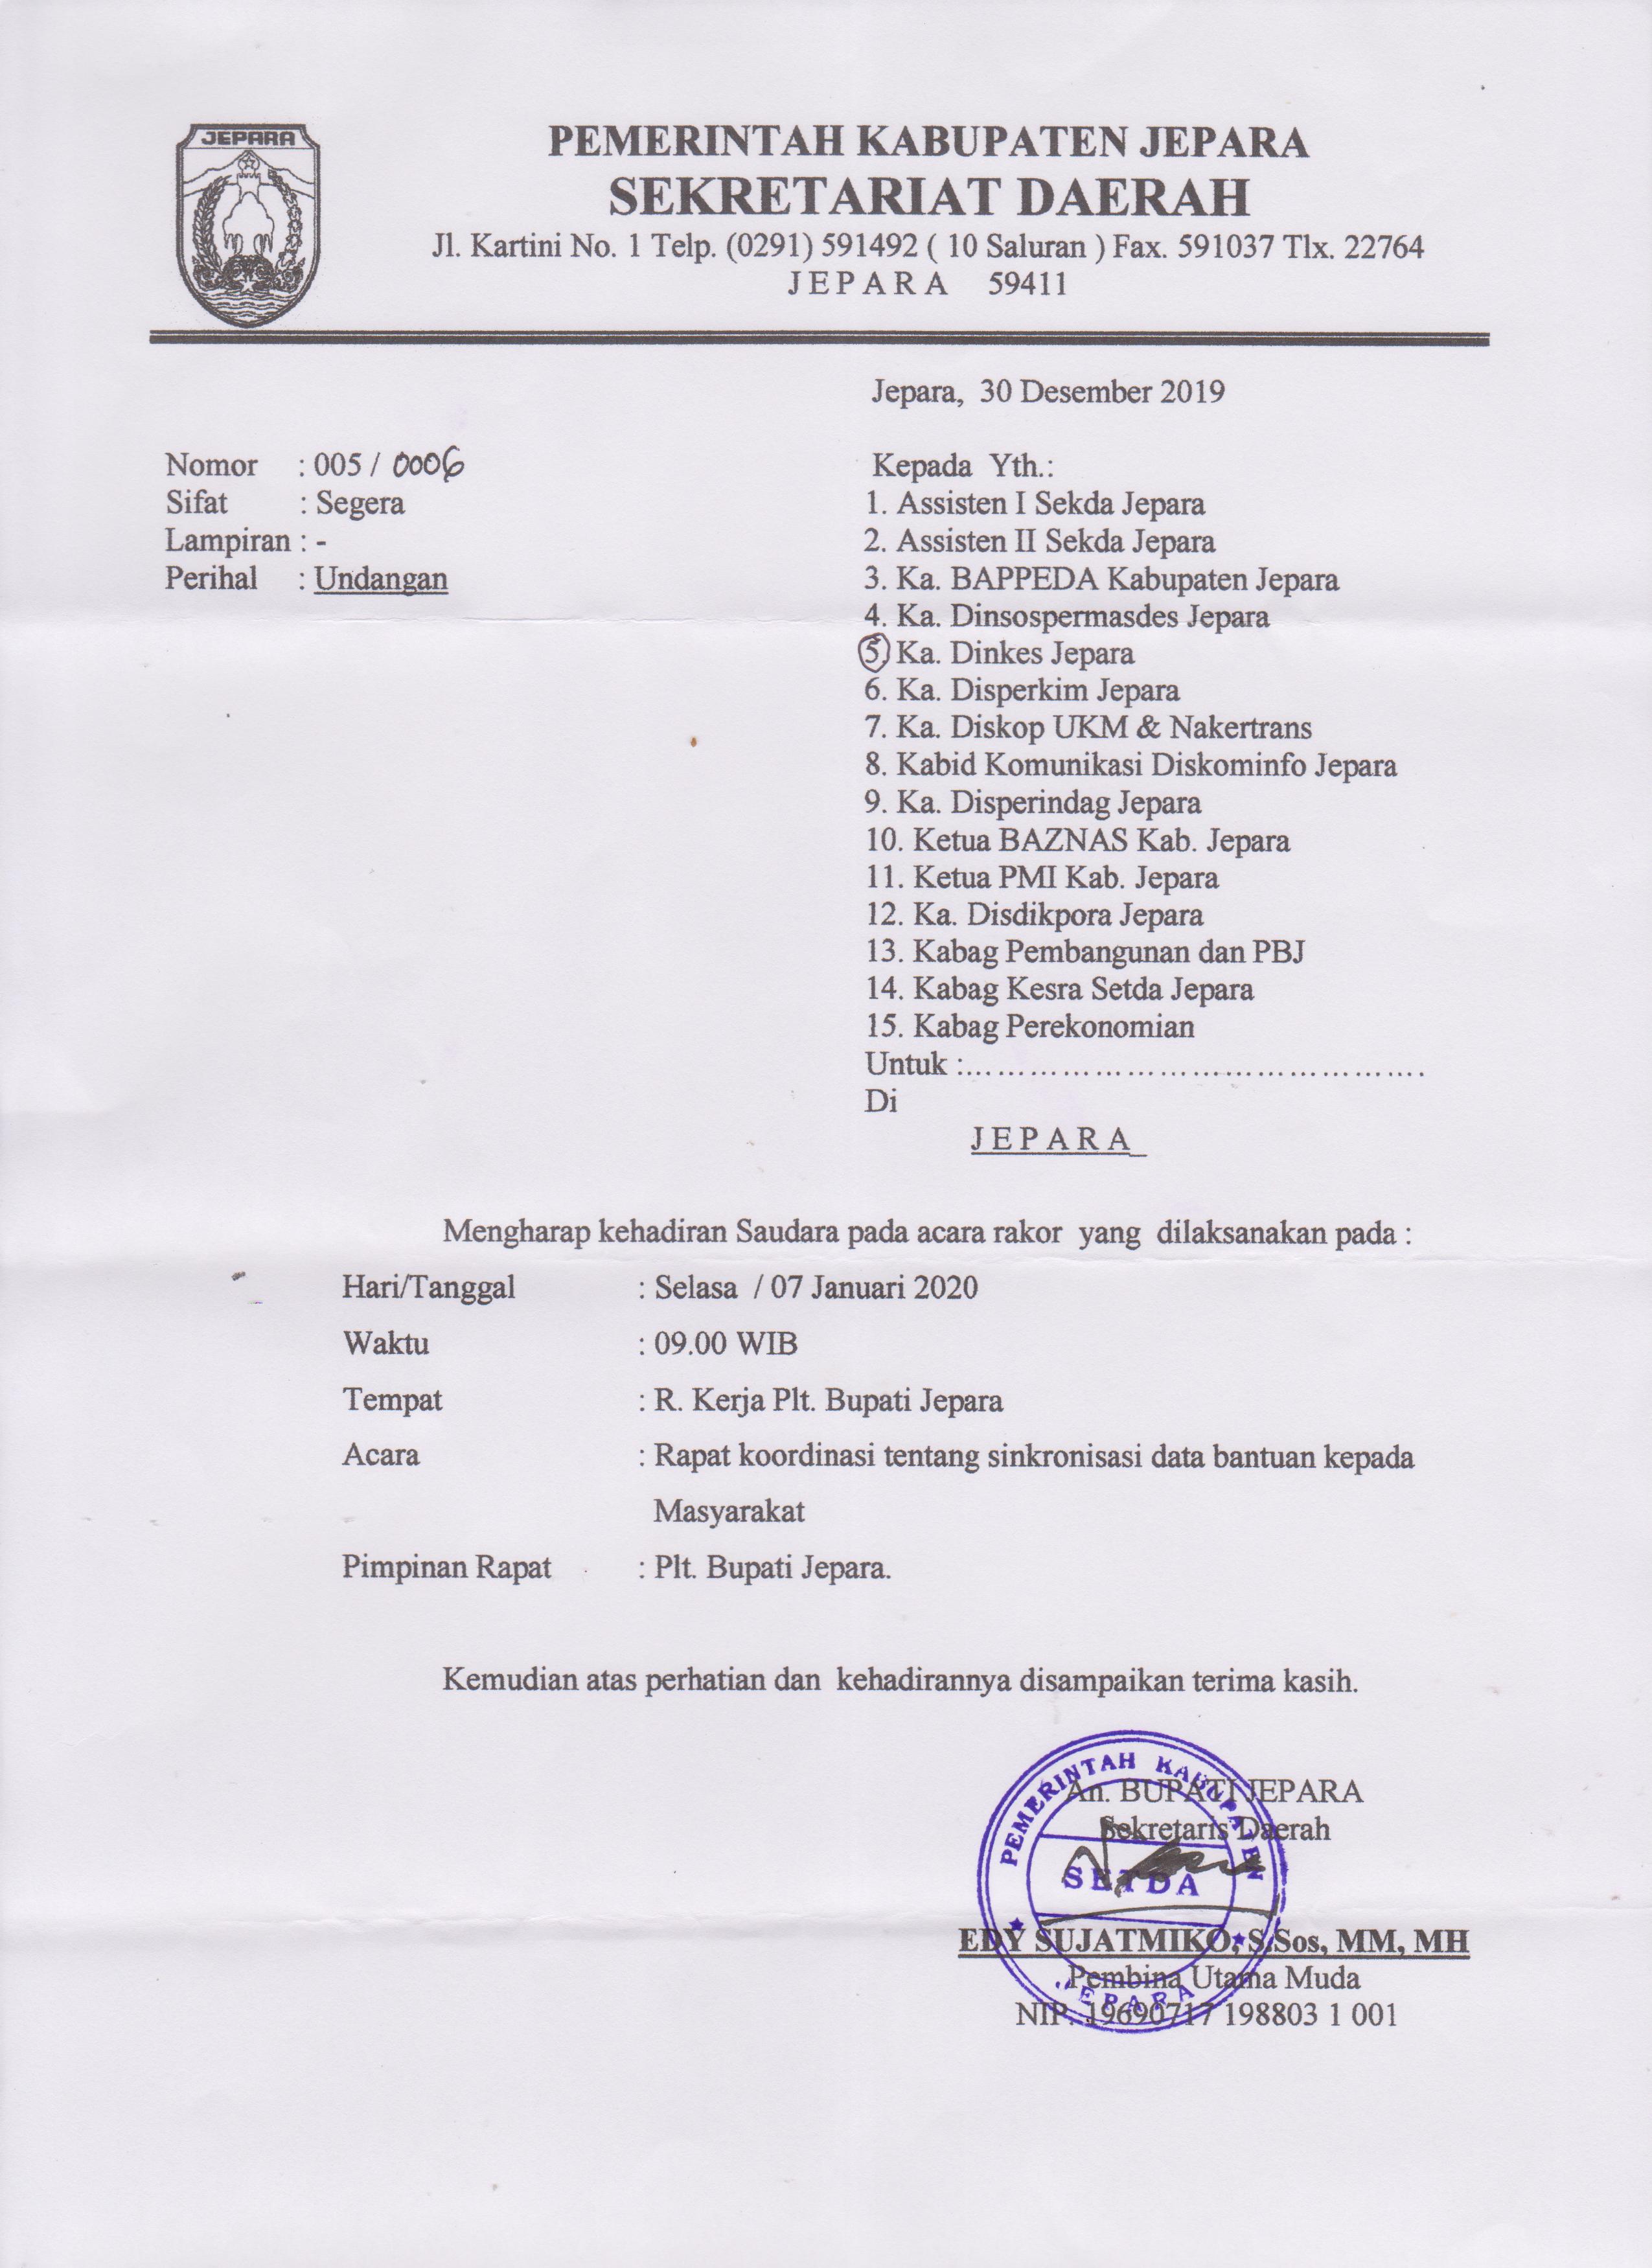 JEPARA
PEMERINTAH KABUPATEN JEPARA
SEKRETARIAT DAERAH
Jl. Kartini No. 1 Telp. (0291) 591492 ( 10 Saluran ) Fax. 591037 Tlx. 22764
J E P A R A 59411
Jepara, 30 Desember 2019
Nomor : 005 / 0006
Sifat : Segera
Lampiran : -
Perihal : Undangan
Kepada Yth.:
1. Assisten I Sekda Jepara
2. Assisten II Sekda Jepara
3. Ka. BAPPEDA Kabupaten Jepara
4. Ka. Dinsospermasdes Jepara
5. Ka. Dinkes Jepara
6. Ka. Disperkim Jepara
7. Ka. Diskop UKM & Nakertrans
8. Kabid Komunikasi Diskominfo Jepara
9. Ka. Disperindag Jepara
10. Ketua BAZNAS Kab. Jepara
11. Ketua PMI Kab. Jepara
12. Ka. Disdikpora Jepara
13. Kabag Pembangunan dan PBJ
14. Kabag Kesra Setda Jepara
15. Kabag Perekonomian
Untuk :……………………………………….
Di
J E P A R A
Mengharap kehadiran Saudara pada acara rakor yang dilaksanakan pada :
Hari/Tanggal : Selasa / 07 Januari 2020
Waktu : 09.00 WIB
Tempat : R. Kerja Plt. Bupati Jepara
Acara : Rapat koordinasi tentang sinkronisasi data bantuan kepada
Masyarakat
Pimpinan Rapat : Plt. Bupati Jepara.
Kemudian atas perhatian dan kehadirannya disampaikan terima kasih.
An. BUPATI JEPARA
Sekretaris Daerah
PEMERINTAH KABUPATEN
SETDA
JEPARA
EDY SUJATMIKO, S.Sos, MM, MH
Pembina Utama Muda
NIP. 19690717 198803 1 001